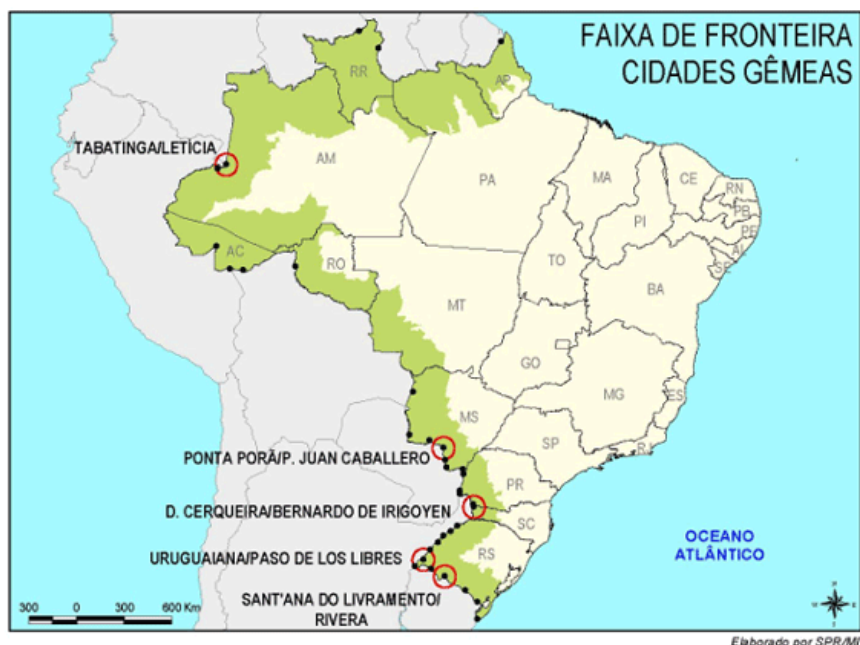 FAIXA DE FRONTEIRA
CIDADES GÊMEAS
RR
AP
TABATINGA/LETÍCIA
AM
PA
MA
CE
RN
PB
PE
AL
SE
PI
AC
RO
TO
BA
MT
GO
MG
ES
MS
SP
RJ
PONTA PORÃ/P. JUAN CABALLERO
PR
D. CERQUEIRA/BERNARDO DE IRIGOYEN
SC
URUGUAIANA/PASO DE LOS LIBRES
RS
OCEANO
ATLÂNTICO
SANT'ANA DO LIVRAMENTO/
RIVERA
300 0 300 600 Km
Elaborado por SPR/MI